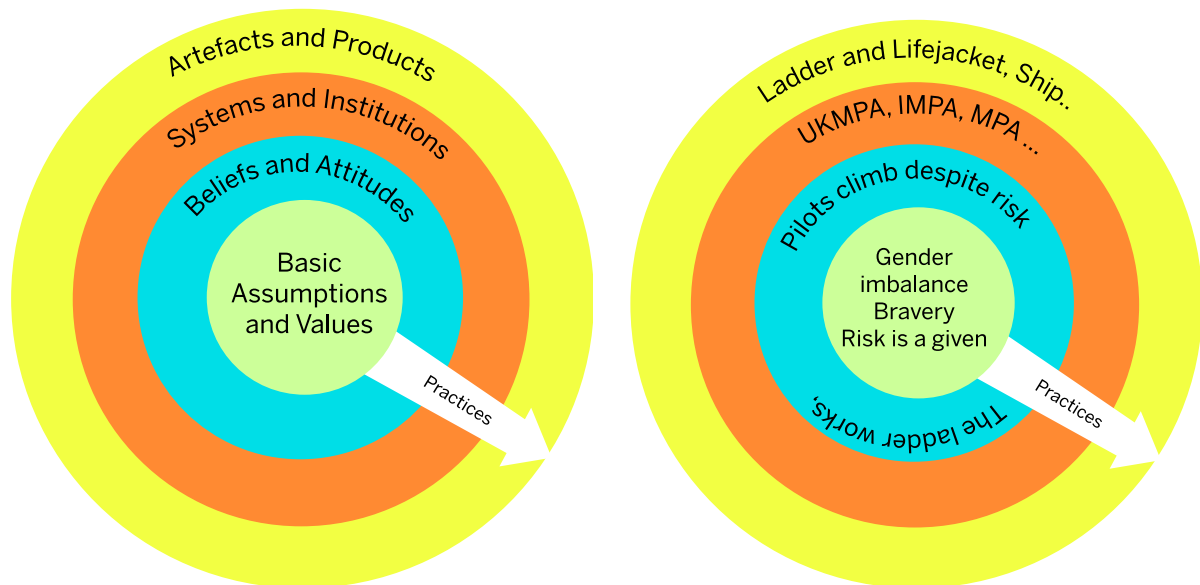 Artefacts and Products
Systems and Institutions
Beliefs and Attitudes
Basic
Assumptions
and Values
Practices
Ladder and Lifejacket, Ship..
UKMPA, IMPA, MPA ...
Pilots climb despite risk
Gender
imbalance
Bravery
Risk is a given
The ladder works,
Practices